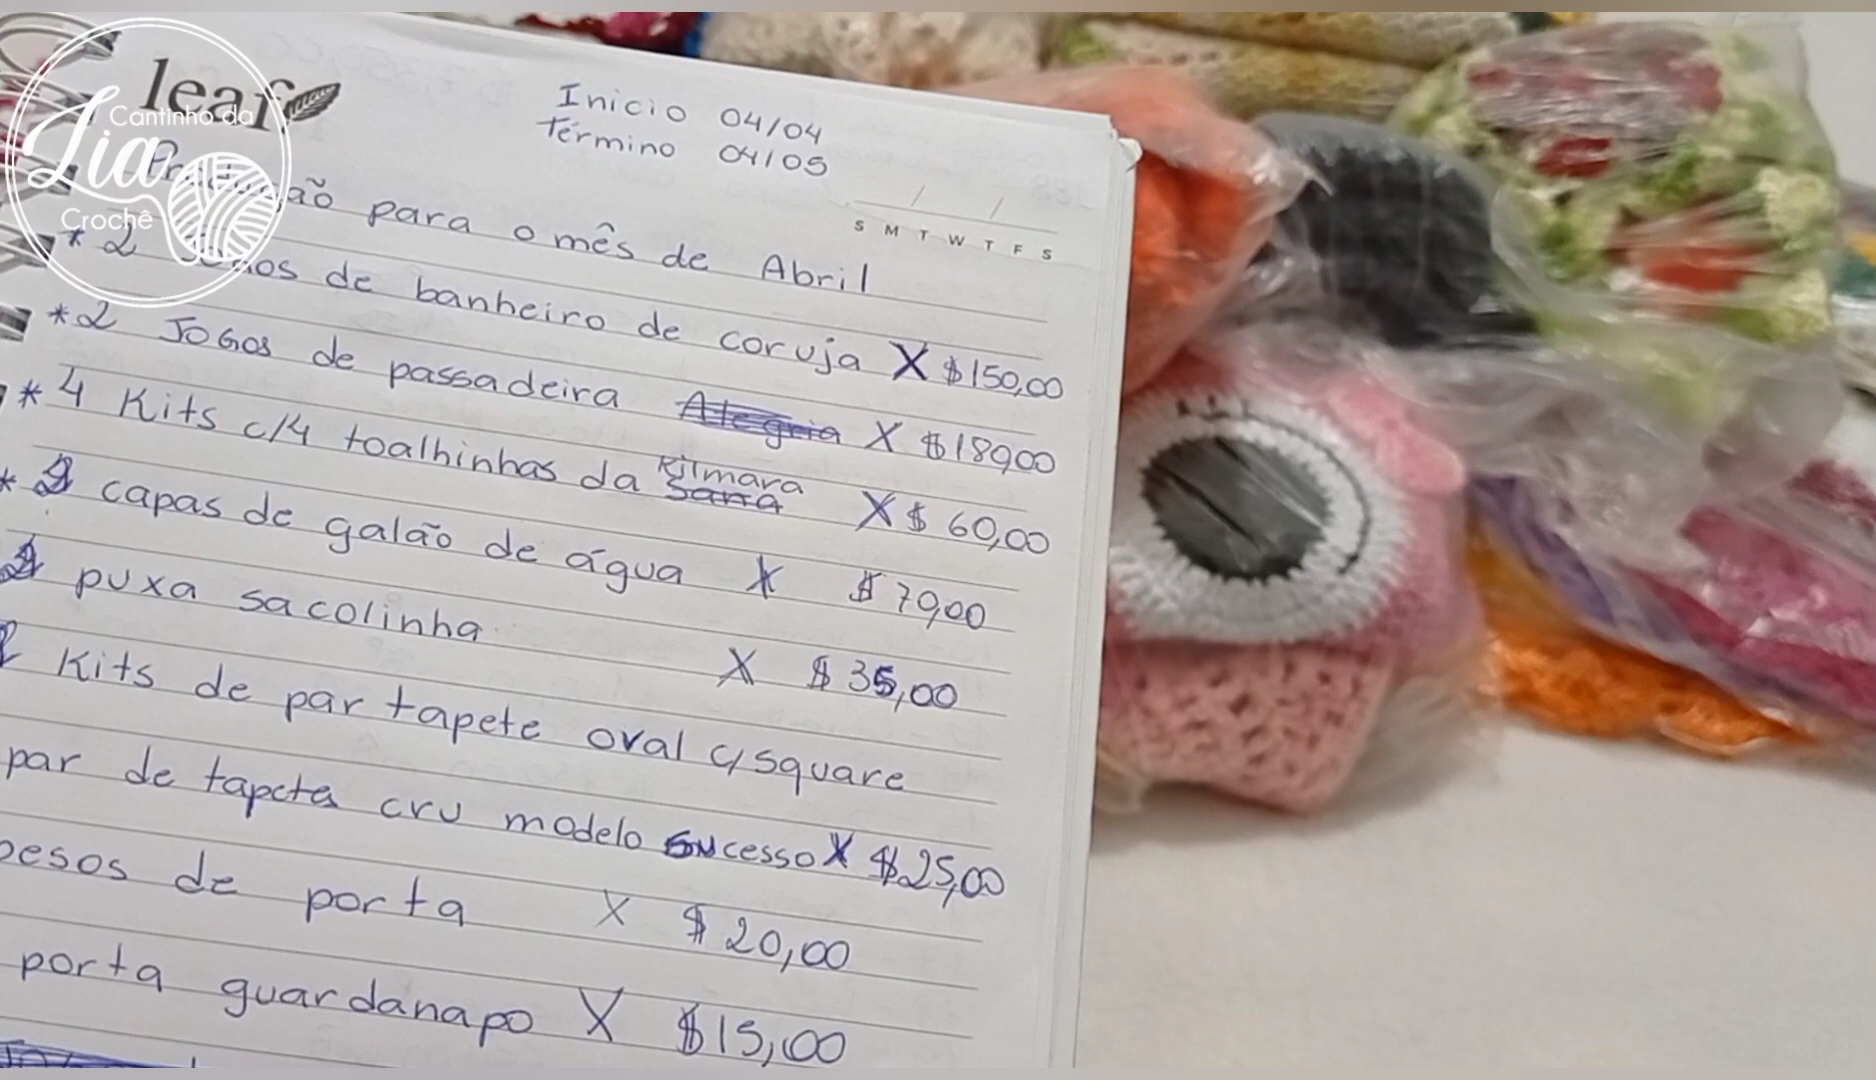 leaf
Cantinho da
Lia
Crochê
Inicio 04/04
Término 04/05
S M T W T F S
para o mês de Abril
* 2 de banheiro de coruja X $150,00
* 2 JOGOS de passadeira Alegria X $189,00
* 4 Kits c/4 toalhinhas da Kilmara Sarra X $ 60,00
* capas de galão de água X $ 79,00
puxa sacolinha X $ 35,00
Kits de par tapete oval c/square
par de tapetes cru modelo sucesso X $25,00
pesos de porta X $ 20,00
porta guardanapo X $15,00